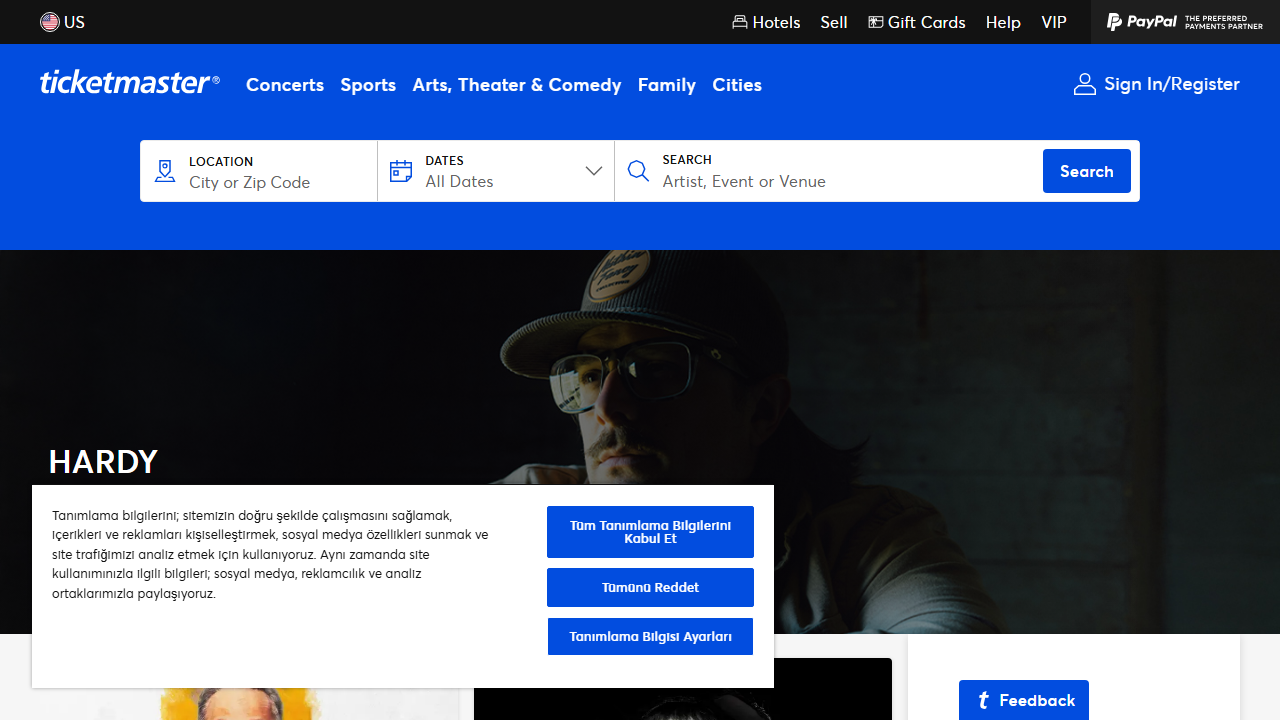 US
Hotels
Sell
Gift Cards
Help
VIP
PayPal
THE PREFERRED
PAYMENTS PARTNER
ticketmaster®
Concerts
Sports
Arts, Theater & Comedy
Family
Cities
Sign In/Register
LOCATION
City or Zip Code
DATES
All Dates
SEARCH
Artist, Event or Venue
Search
HARDY
Tanımlama bilgilerini; sitemizin doğru şekilde çalışmasını sağlamak,
içerikleri ve reklamları kişiselleştirmek, sosyal medya özellikleri sunmak ve
site trafiğimizi analiz etmek için kullanıyoruz. Aynı zamanda site
kullanımınızla ilgili bilgileri; sosyal medya, reklamcılık ve analiz
ortaklarımızla paylaşıyoruz.
Tüm Tanımlama Bilgilerini
Kabul Et
Tümünü Reddet
Tanımlama Bilgisi Ayarları
t Feedback